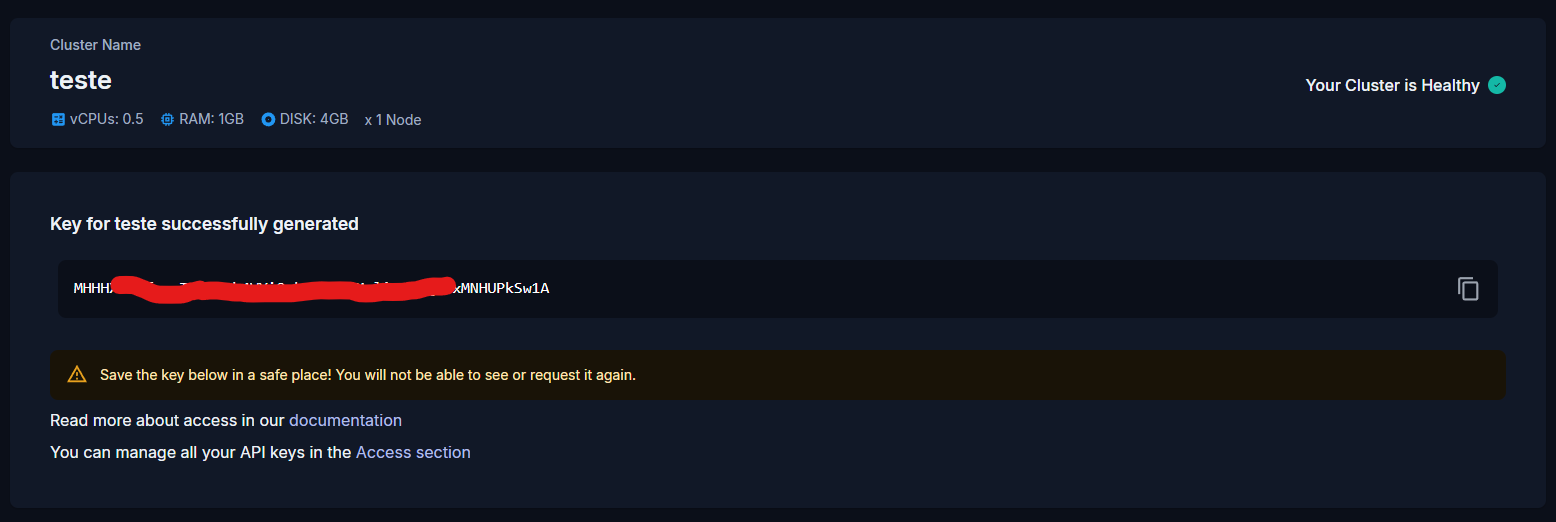 Cluster Name
teste
Your Cluster is Healthy
vCPUs: 0.5 RAM: 1GB DISK: 4GB x 1 Node
Key for teste successfully generated
Save the key below in a safe place! You will not be able to see or request it again.
Read more about access in our documentation
You can manage all your API keys in the Access section